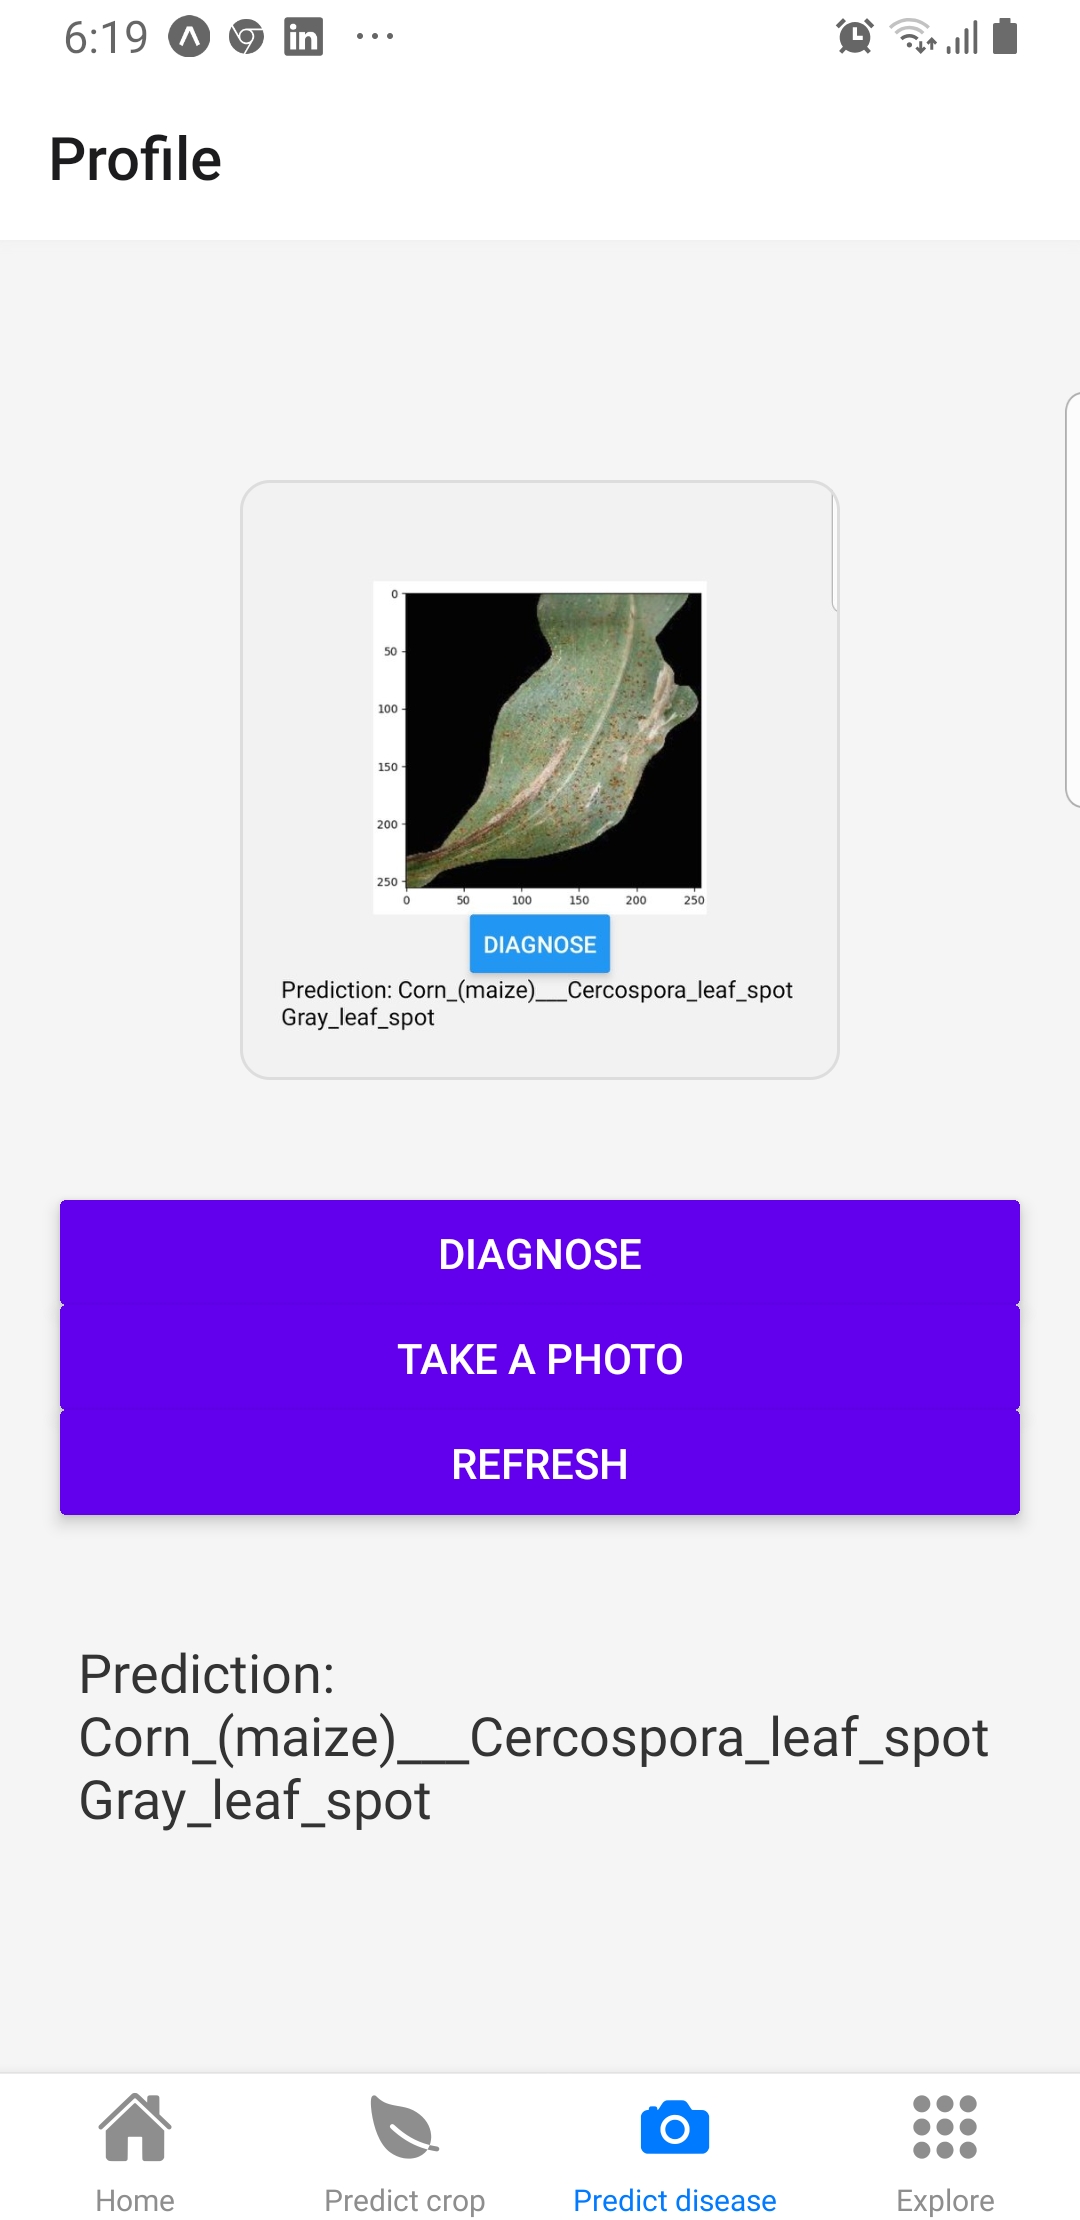 6:19
Profile
0
50
100
150
200
250
0 50 100 150 200 250
DIAGNOSE
Prediction: Corn_(maize)___Cercospora_leaf_spot
Gray_leaf_spot
DIAGNOSE
TAKE A PHOTO
REFRESH
Prediction:
Corn_(maize)___Cercospora_leaf_spot
Gray_leaf_spot
Home Predict crop Predict disease Explore